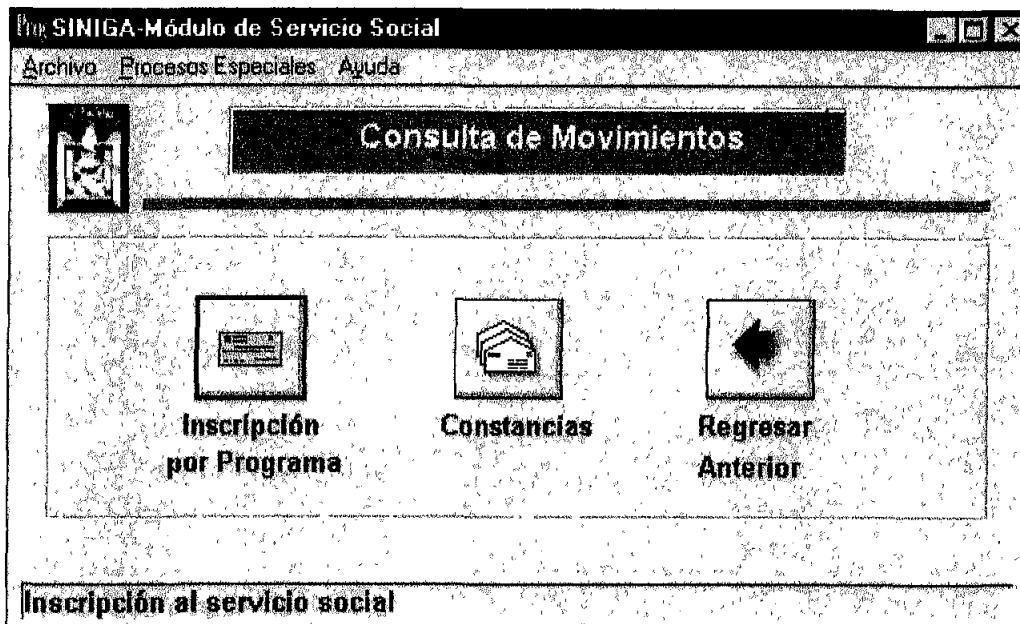 SINIGA-Módulo de Servicio Social
Archivo Procesos Especiales Ayuda
Consulta de Movimientos
Inscripción
por Programa
Constancias
Regresar
Anterior
Inscripción al servicio social